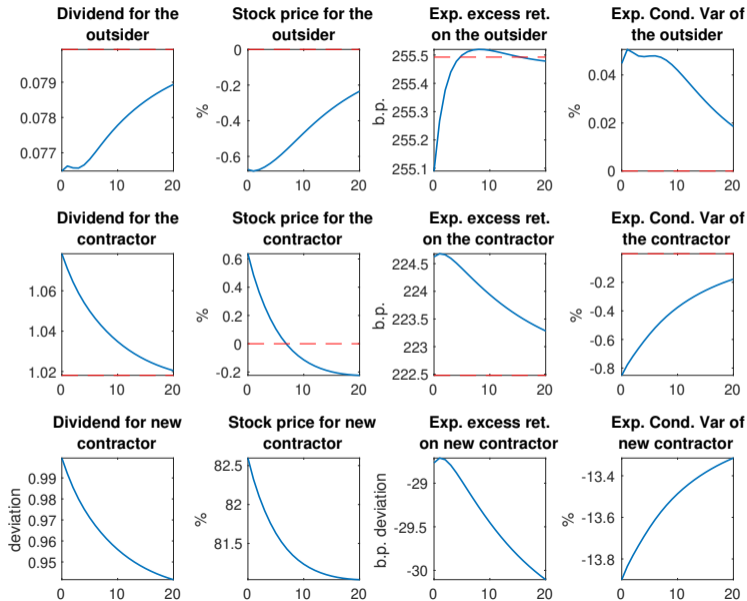 Dividend for the
outsider
0.079
0.078
0.077
0 10 20
Stock price for the
outsider
%
0
-0.2
-0.4
-0.6
0 10 20
Exp. excess ret.
on the outsider
b.p.
255.5
255.4
255.3
255.2
255.1
0 10 20
Exp. Cond. Var of
the outsider
%
0.04
0.02
0
0 10 20
Dividend for the
contractor
1.06
1.04
1.02
0 10 20
Stock price for the
contractor
%
0.6
0.4
0.2
0
-0.2
0 10 20
Exp. excess ret.
on the contractor
b.p.
224.5
224
223.5
223
222.5
0 10 20
Exp. Cond. Var of
the contractor
%
-0.2
-0.4
-0.6
-0.8
0 10 20
Dividend for new
contractor
deviation
0.99
0.98
0.97
0.96
0.95
0 10 20
Stock price for new
contractor
%
82.5
82
81.5
0 10 20
Exp. excess ret.
on new contractor
b.p. deviation
-29
-29.5
-30
0 10 20
Exp. Cond. Var of
new contractor
%
-13.4
-13.6
-13.8
0 10 20